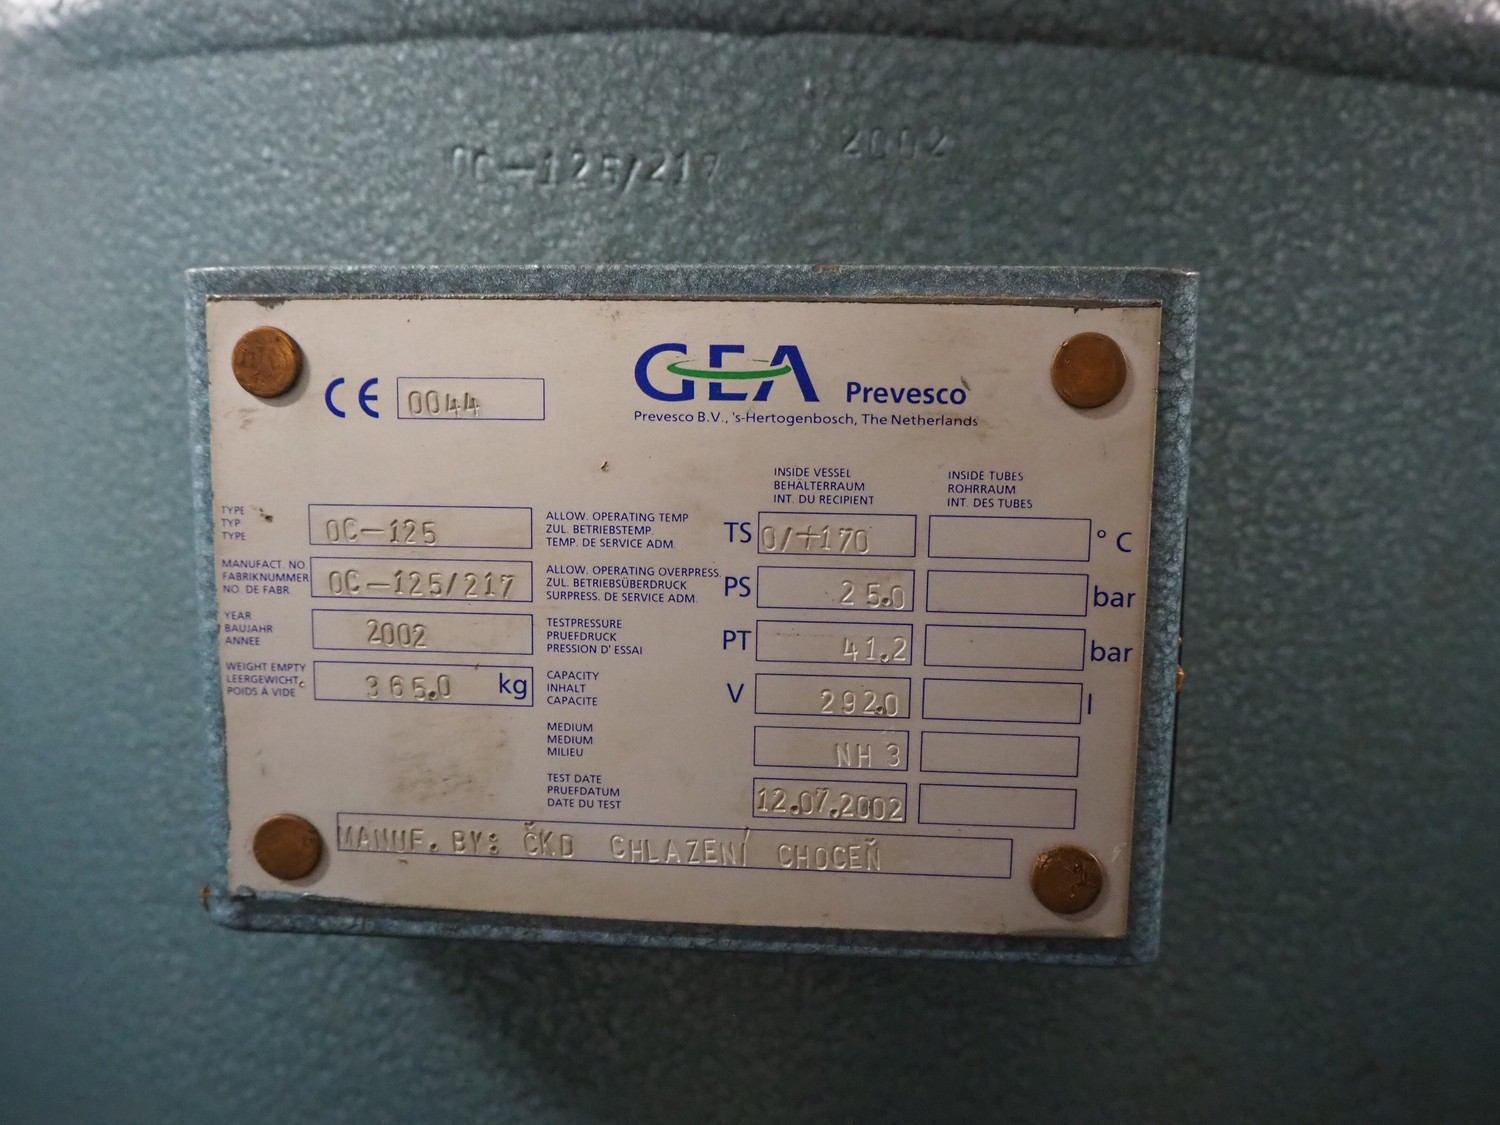 OC-125/217 2002
CE 0044
GEA Prevesco
Prevesco B.V., 's-Hertogenbosch, The Netherlands
INSIDE VESSEL
BEHÄLTERRAUM
INT. DU RECIPIENT
INSIDE TUBES
ROHRRAUM
INT. DES TUBES
TYPE
TYP
TYPE
OC-125
MANUFACT. NO.
FABRIKNUMMER
NO. DE FABR.
OC-125/217
YEAR
BAUJAHR
ANNEE
2002
WEIGHT EMPTY
LEERGEWICHT
POIDS À VIDE
365.0 kg
ALLOW. OPERATING TEMP
ZUL. BETRIEBSTEMP.
TEMP. DE SERVICE ADM.
TS 0/+170 °C
ALLOW. OPERATING OVERPRESS.
ZUL. BETRIEBSÜBERDRUCK
SURPRESS. DE SERVICE ADM.
PS 25.0 bar
TESTPRESSURE
PRUEFDRUCK
PRESSION D'ESSAI
PT 41.2 bar
CAPACITY
INHALT
CAPACITE
V 292.0 l
MEDIUM
MEDIUM
MILIEU
NH 3
TEST DATE
PRUEFDATUM
DATE DU TEST
12.07.2002
MANUF. BY: ČKD CHLAZENÍ CHOCEŇ